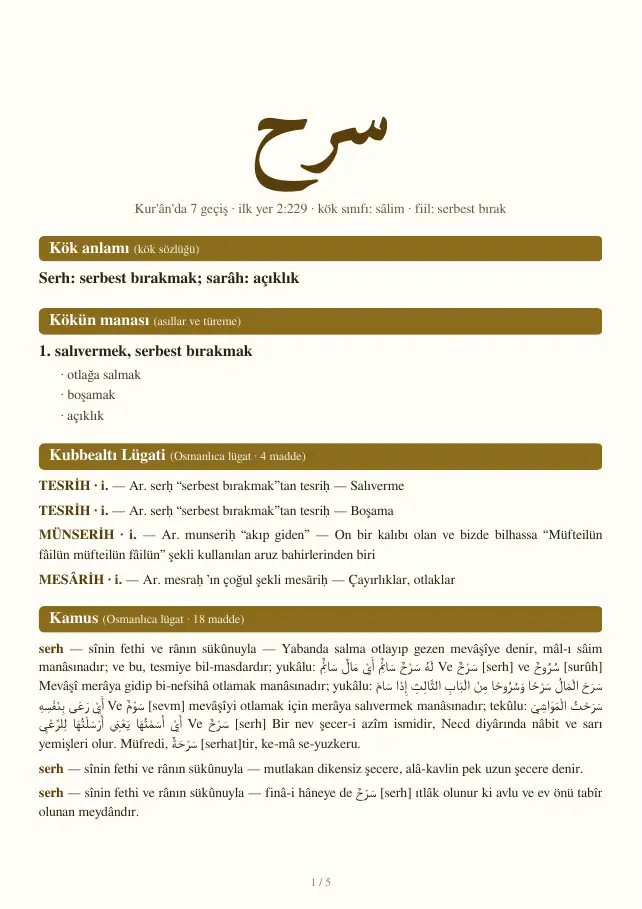 سرح
Kur'ân'da 7 geçiş · ilk yer 2:229 · kök sınıfı: sâlim · fiil: serbest bırak
Kök anlamı (kök sözlüğü)
Serh: serbest bırakmak; sarâh: açıklık
Kökün manası (asıllar ve türeme)
1. salıvermek, serbest bırakmak
· otlağa salmak
· boşamak
· açıklık
Kubbealtı Lügati (Osmanlıca lügat · 4 madde)
TESRİH · i. — Ar. serḥ “serbest bırakmak”tan tesriḥ — Salıverme
TESRİH · i. — Ar. serḥ “serbest bırakmak”tan tesriḥ — Boşama
MÜNSERİH · i. — Ar. munseriḥ “akıp giden” — On bir kalıbı olan ve bizde bilhassa “Müfteilün
fâilün müfteilün fâilün” şekli kullanılan aruz bahirlerinden biri
MESÂRİH · i. — Ar. mesraḥ ’ın çoğul şekli mesāriḥ — Çayırlıklar, otlaklar
Kamus (Osmanlıca lügat · 18 madde)
serh — sînin fethi ve rânın sükûnuyla — Yabanda salma otlayıp gezen mevâşîye denir, mâl-ı sâim
manâsınadır; ve bu, tesmiye bil-masdardır; yukâlu: لَهُ سَرْحٌ سَائِمٌ أَيْ مَالٌ سَائِمٌ Ve سَرْحٌ [serh] ve سُرُوحٌ [surûh]
Mevâşî merâya gidip bi-nefsihâ otlamak manâsınadır; yukâlu: سَرَحَ الْمَالُ سَرْحًا وَسُرُوحًا مِنَ الْبَابِ الثَّالِثِ إِذَا سَامَ
أَيْ رَعَى بِنَفْسِهِ Ve سَوْمٌ [sevm] mevâşîyi otlamak için merâya salıvermek manâsınadır; tekûlu: سَرَحْتُ الْمَوَاشِيَ
أَيْ أَسَمْتُهَا يَعْنِي أَرْسَلْتُهَا لِلرَّعْيِ Ve سَرْحٌ [serh] Bir nev şecer-i azîm ismidir, Necd diyârında nâbit ve sarı
yemişleri olur. Müfredi, سَرْحَةٌ [serhat]tir, ke-mâ se-yuzkeru.
serh — sînin fethi ve rânın sükûnuyla — mutlakan dikensiz şecere, alâ-kavlin pek uzun şecere denir.
serh — sînin fethi ve rânın sükûnuyla — finâ-i hâneye de سَرْحٌ [serh] ıtlâk olunur ki avlu ve ev önü tabîr
olunan meydândır.
1 / 5